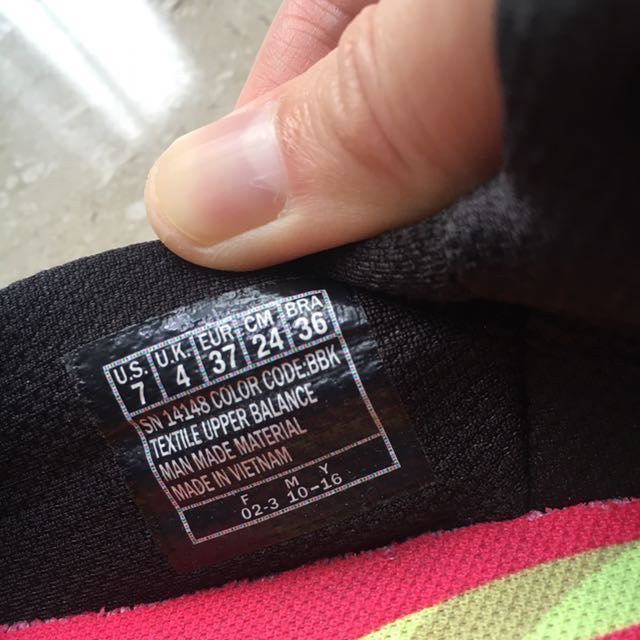 US. U.K. EUR CM BRA
7 4 37 24 36
SN 14148 COLOR CODE:BBK
TEXTILE UPPER BALANCE
MAN MADE MATERIAL
MADE IN VIETNAM
F M Y
02-3 10-16